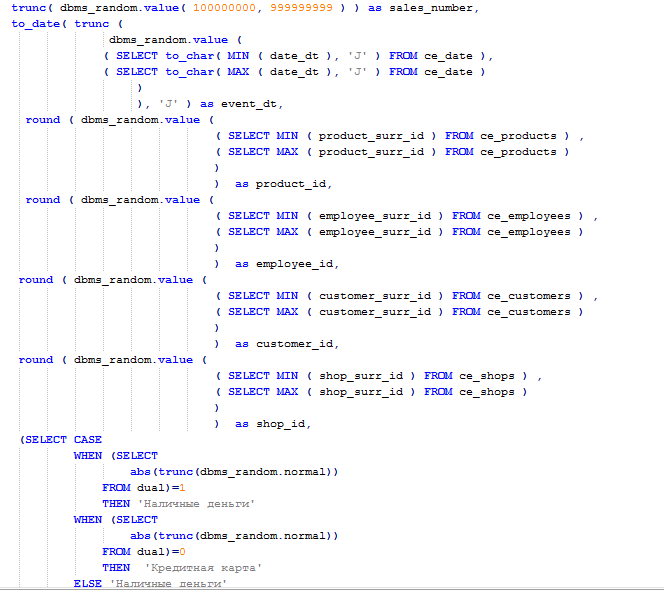 trunc( dbms_random.value( 100000000, 999999999 ) ) as sales_number,
to_date( trunc (
dbms_random.value (
( SELECT to_char( MIN ( date_dt ), 'J' ) FROM ce_date ),
( SELECT to_char( MAX ( date_dt ), 'J' ) FROM ce_date )
)
), 'J' ) as event_dt,
round ( dbms_random.value (
( SELECT MIN ( product_surr_id ) FROM ce_products ) ,
( SELECT MAX ( product_surr_id ) FROM ce_products )
)
) as product_id,
round ( dbms_random.value (
( SELECT MIN ( employee_surr_id ) FROM ce_employees ) ,
( SELECT MAX ( employee_surr_id ) FROM ce_employees )
)
) as employee_id,
round ( dbms_random.value (
( SELECT MIN ( customer_surr_id ) FROM ce_customers ) ,
( SELECT MAX ( customer_surr_id ) FROM ce_customers )
)
) as customer_id,
round ( dbms_random.value (
( SELECT MIN ( shop_surr_id ) FROM ce_shops ) ,
( SELECT MAX ( shop_surr_id ) FROM ce_shops )
)
) as shop_id,
(SELECT CASE
WHEN (SELECT
abs(trunc(dbms_random.normal))
FROM dual)=1
THEN 'Наличные деньги'
WHEN (SELECT
abs(trunc(dbms_random.normal))
FROM dual)=0
THEN 'Кредитная карта'
ELSE 'Наличные деньги'